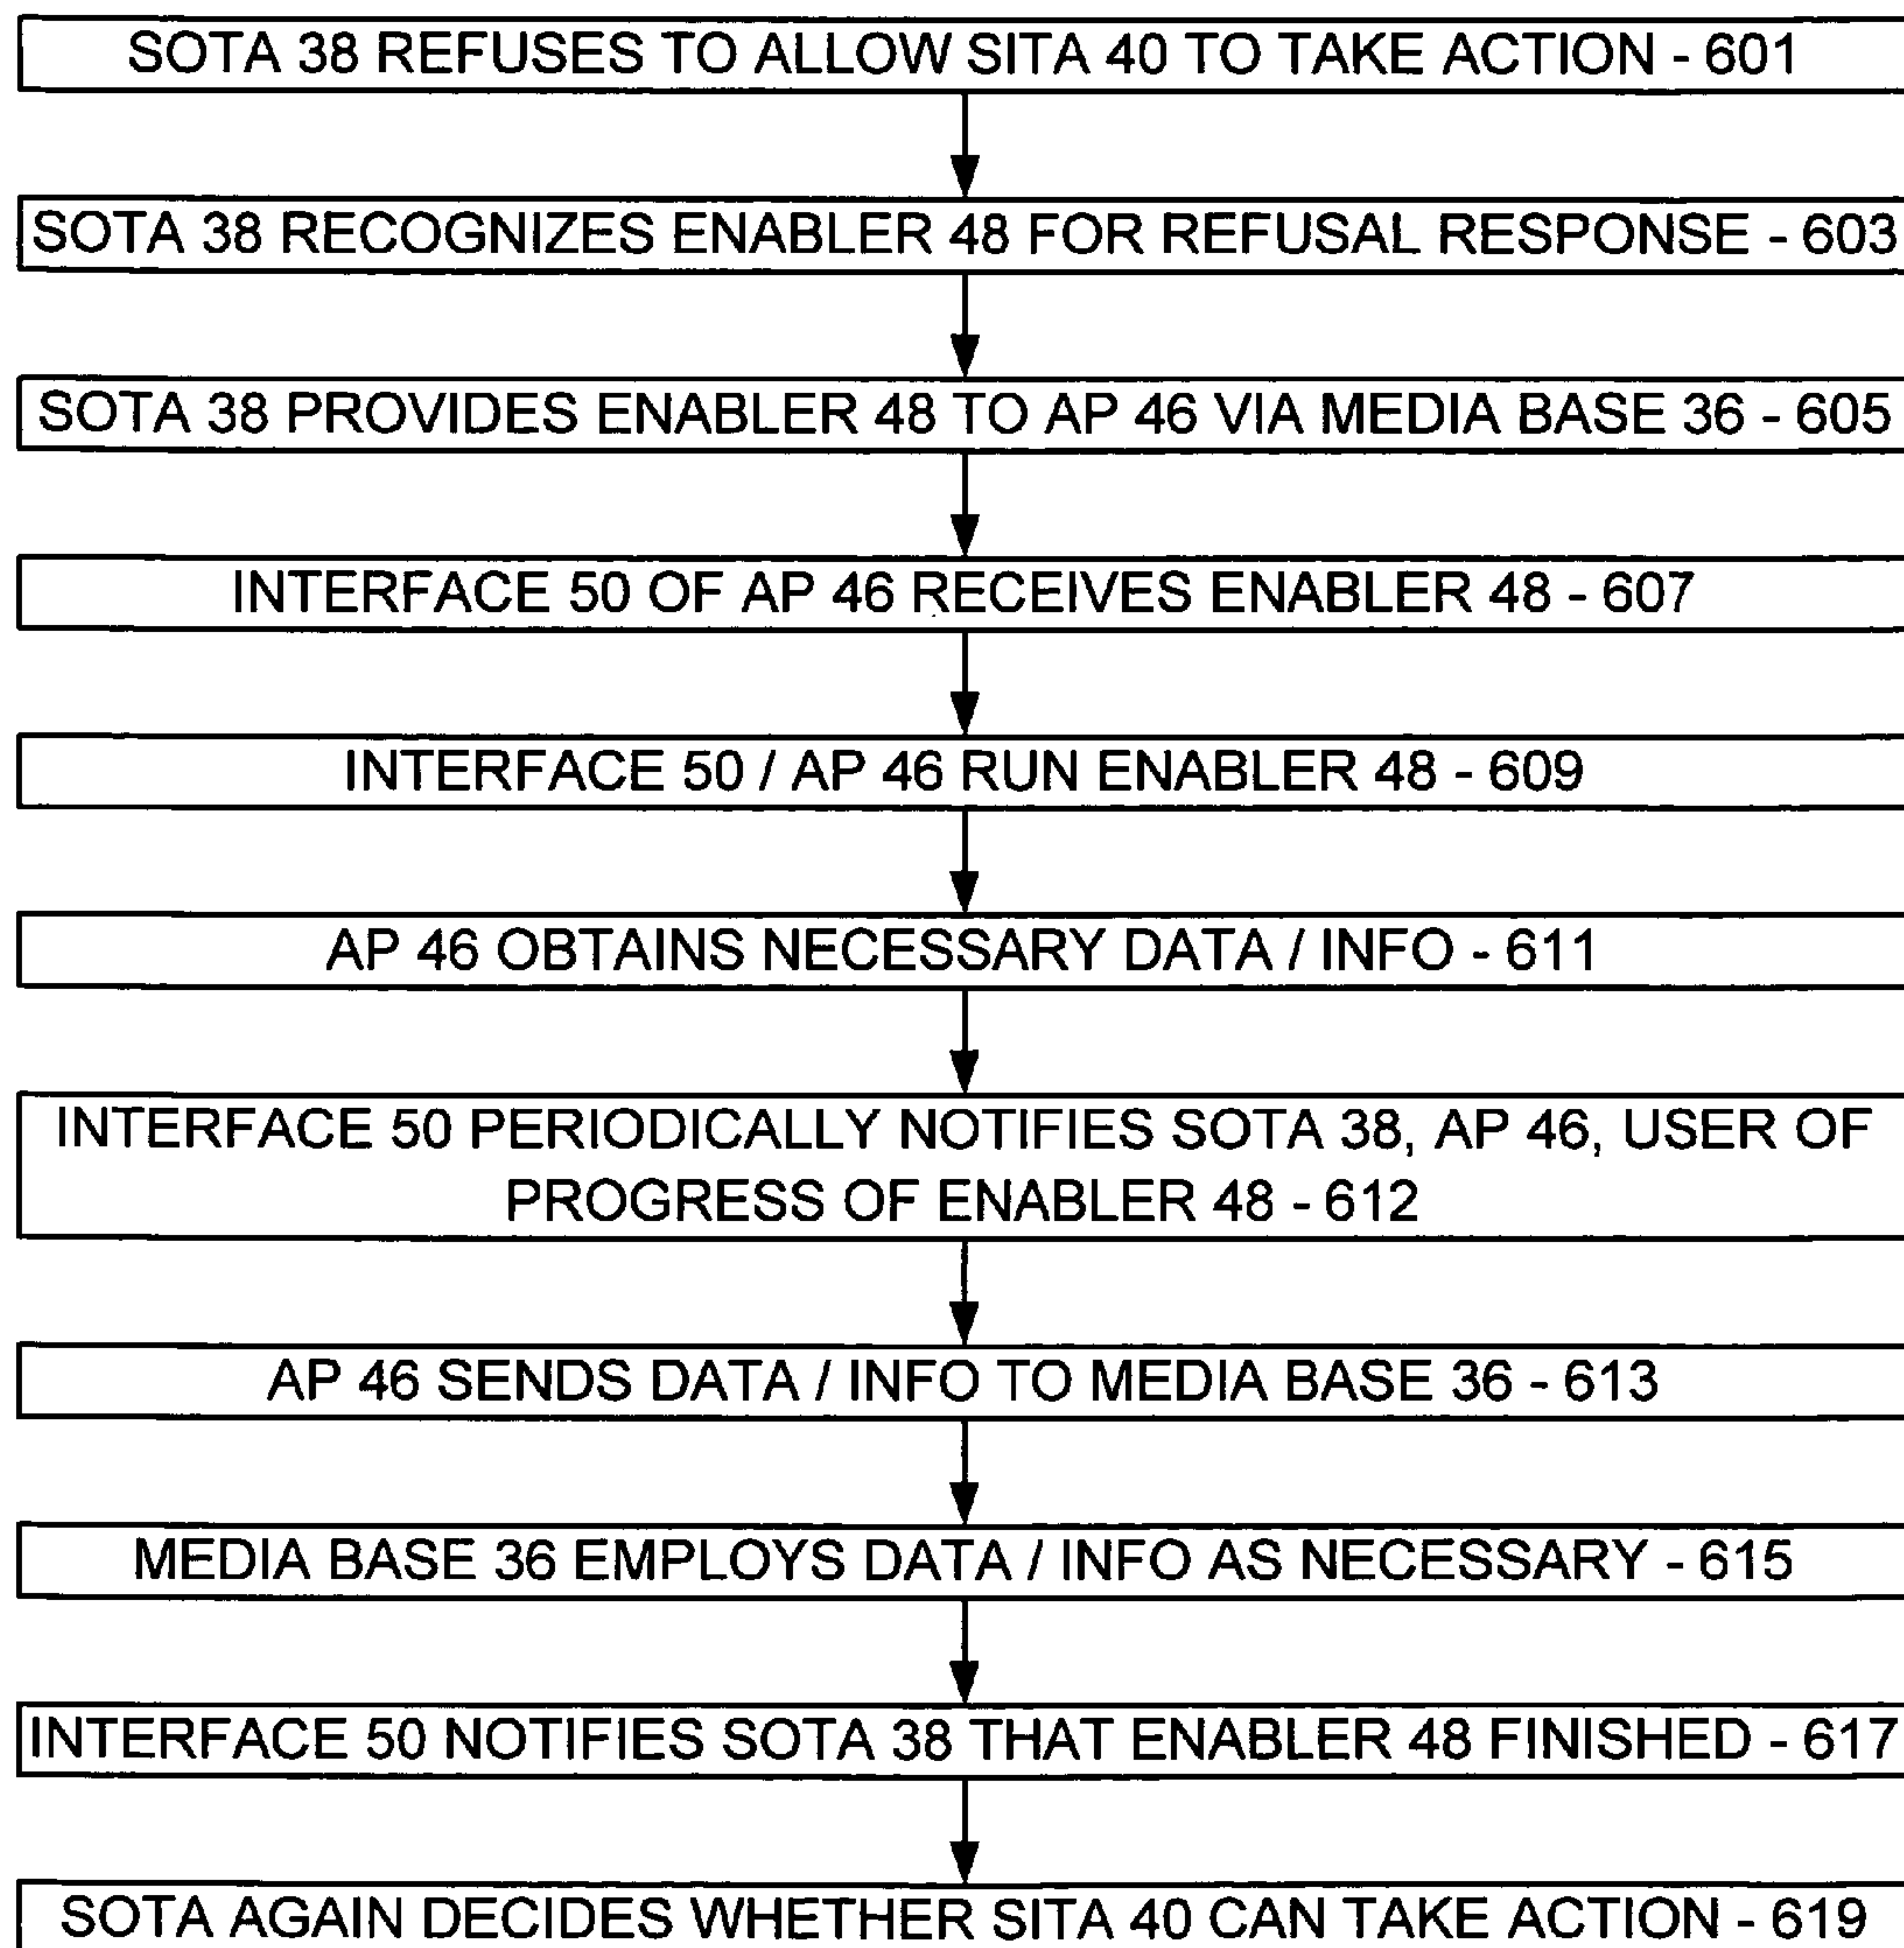 SOTA 38 REFUSES TO ALLOW SITA 40 TO TAKE ACTION - 601
SOTA 38 RECOGNIZES ENABLER 48 FOR REFUSAL RESPONSE - 603
SOTA 38 PROVIDES ENABLER 48 TO AP 46 VIA MEDIA BASE 36 - 605
INTERFACE 50 OF AP 46 RECEIVES ENABLER 48 - 607
INTERFACE 50 / AP 46 RUN ENABLER 48 - 609
AP 46 OBTAINS NECESSARY DATA / INFO - 611
INTERFACE 50 PERIODICALLY NOTIFIES SOTA 38, AP 46, USER OF
PROGRESS OF ENABLER 48 - 612
AP 46 SENDS DATA / INFO TO MEDIA BASE 36 - 613
MEDIA BASE 36 EMPLOYS DATA / INFO AS NECESSARY - 615
INTERFACE 50 NOTIFIES SOTA 38 THAT ENABLER 48 FINISHED - 617
SOTA AGAIN DECIDES WHETHER SITA 40 CAN TAKE ACTION - 619